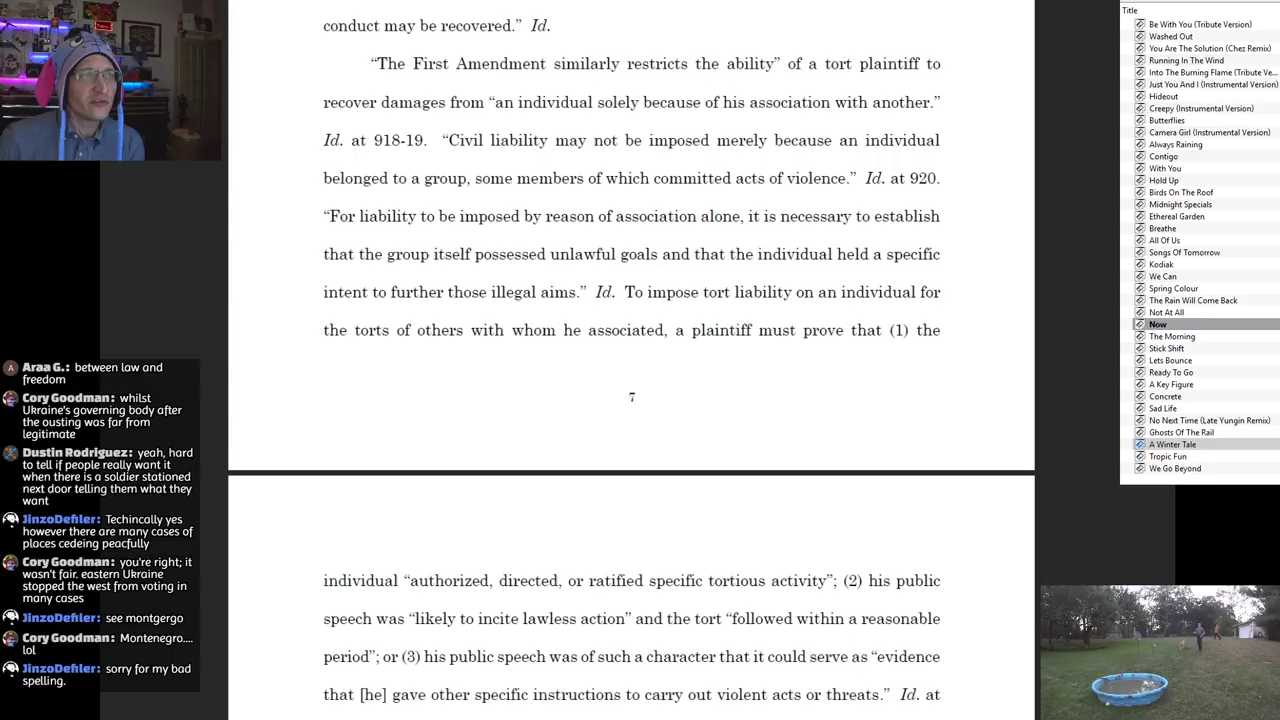 conduct may be recovered.” Id.
“The First Amendment similarly restricts the ability” of a tort plaintiff to
recover damages from “an individual solely because of his association with another.”
Id. at 918-19. “Civil liability may not be imposed merely because an individual
belonged to a group, some members of which committed acts of violence.” Id. at 920.
“For liability to be imposed by reason of association alone, it is necessary to establish
that the group itself possessed unlawful goals and that the individual held a specific
intent to further those illegal aims.” Id. To impose tort liability on an individual for
the torts of others with whom he associated, a plaintiff must prove that (1) the
7
individual “authorized, directed, or ratified specific tortious activity”; (2) his public
speech was “likely to incite lawless action” and the tort “followed within a reasonable
period”; or (3) his public speech was of such a character that it could serve as “evidence
that [he] gave other specific instructions to carry out violent acts or threats.” Id. at
A Araa G.: between law and
freedom
Cory Goodman: whilst
Ukraine's governing body after
the ousting was far from
legitimate
Dustin Rodriguez: yeah, hard
to tell if people really want it
when there is a soldier stationed
next door telling them what they
want
JinzoDefiler: Techincally yes
however there are many cases of
places cedeing peacfully
Cory Goodman: you're right; it
wasn't fair. eastern Ukraine
stopped the west from voting in
many cases
JinzoDefiler: see montgergo
Cory Goodman: Montenegro....
lol
JinzoDefiler: sorry for my bad
spelling.
Title
Be With You (Tribute Version)
Washed Out
You Are The Solution (Chez Remix)
Running In The Wind
Into The Burning Flame (Tribute Ve...
Just You And I (Instrumental Version)
Hideout
Creepy (Instrumental Version)
Butterflies
Camera Girl (Instrumental Version)
Always Raining
Contigo
With You
Hold Up
Birds On The Roof
Midnight Specials
Ethereal Garden
Breathe
All Of Us
Songs Of Tomorrow
Kodiak
We Can
Spring Colour
The Rain Will Come Back
Not At All
Now
The Morning
Stick Shift
Lets Bounce
Ready To Go
A Key Figure
Concrete
Sad Life
No Next Time (Late Yungin Remix)
Ghosts Of The Rail
A Winter Tale
Tropic Fun
We Go Beyond